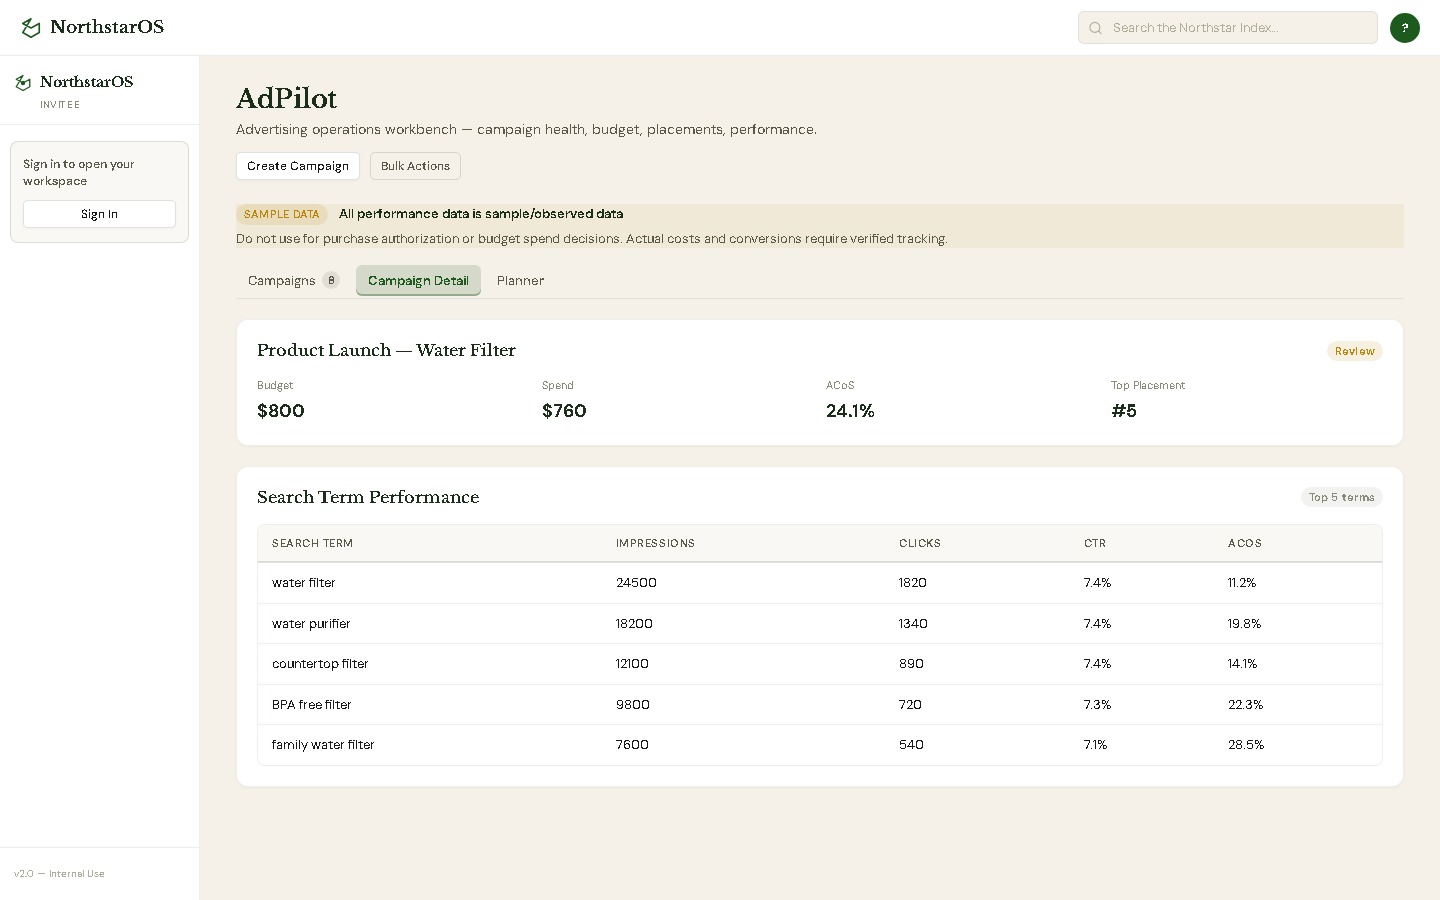 NorthstarOS
Search the Northstar Index...
?
NorthstarOS
INVITEE
Sign in to open your
workspace
Sign In
v2.0 — Internal Use
AdPilot
Advertising operations workbench — campaign health, budget, placements, performance.
Create Campaign
Bulk Actions
SAMPLE DATA All performance data is sample/observed data
Do not use for purchase authorization or budget spend decisions. Actual costs and conversions require verified tracking.
Campaigns 8 Campaign Detail Planner
Product Launch — Water Filter
Review
Budget Spend ACoS Top Placement
$800 $760 24.1% #5
Search Term Performance
Top 5 terms
SEARCH TERM IMPRESSIONS CLICKS CTR ACOS
water filter 24500 1820 7.4% 11.2%
water purifier 18200 1340 7.4% 19.8%
countertop filter 12100 890 7.4% 14.1%
BPA free filter 9800 720 7.3% 22.3%
family water filter 7600 540 7.1% 28.5%